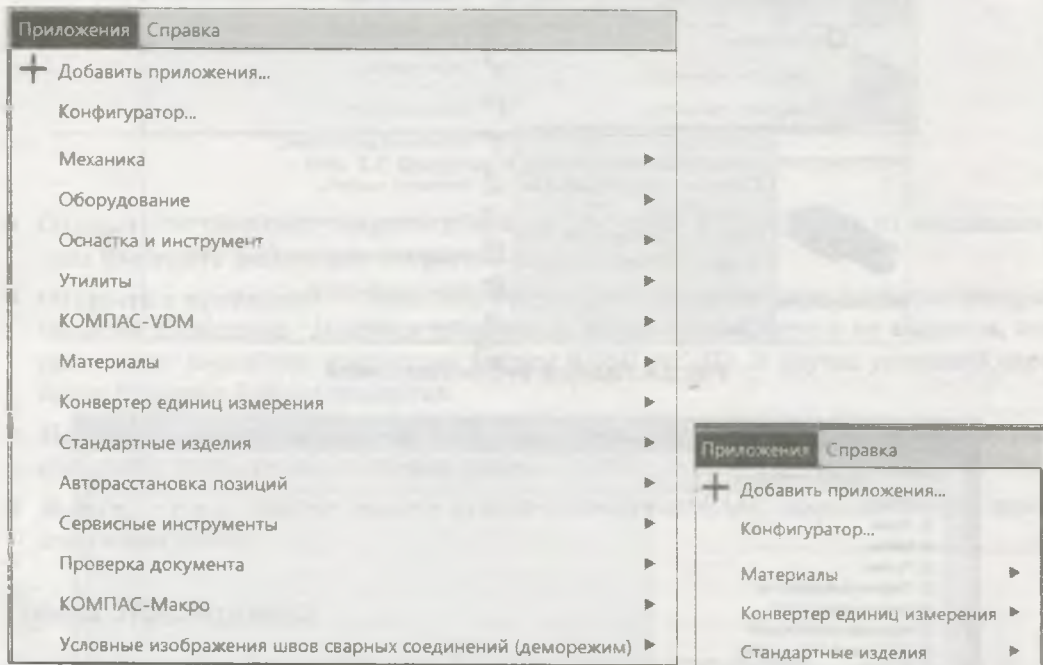 Приложения Справка
Добавить приложения...
Конфигуратор...
Механика
Оборудование
Оснастка и инструмент
Утилиты
КОМПАС-VDM
Материалы
Конвертер единиц измерения
Стандартные изделия
Авторасстановка позиций
Сервисные инструменты
Проверка документа
КОМПАС-Макро
Условные изображения швов сварных соединений (деморежим)
Приложения Справка
Добавить приложения...
Конфигуратор...
Материалы
Конвертер единиц измерения
Стандартные изделия